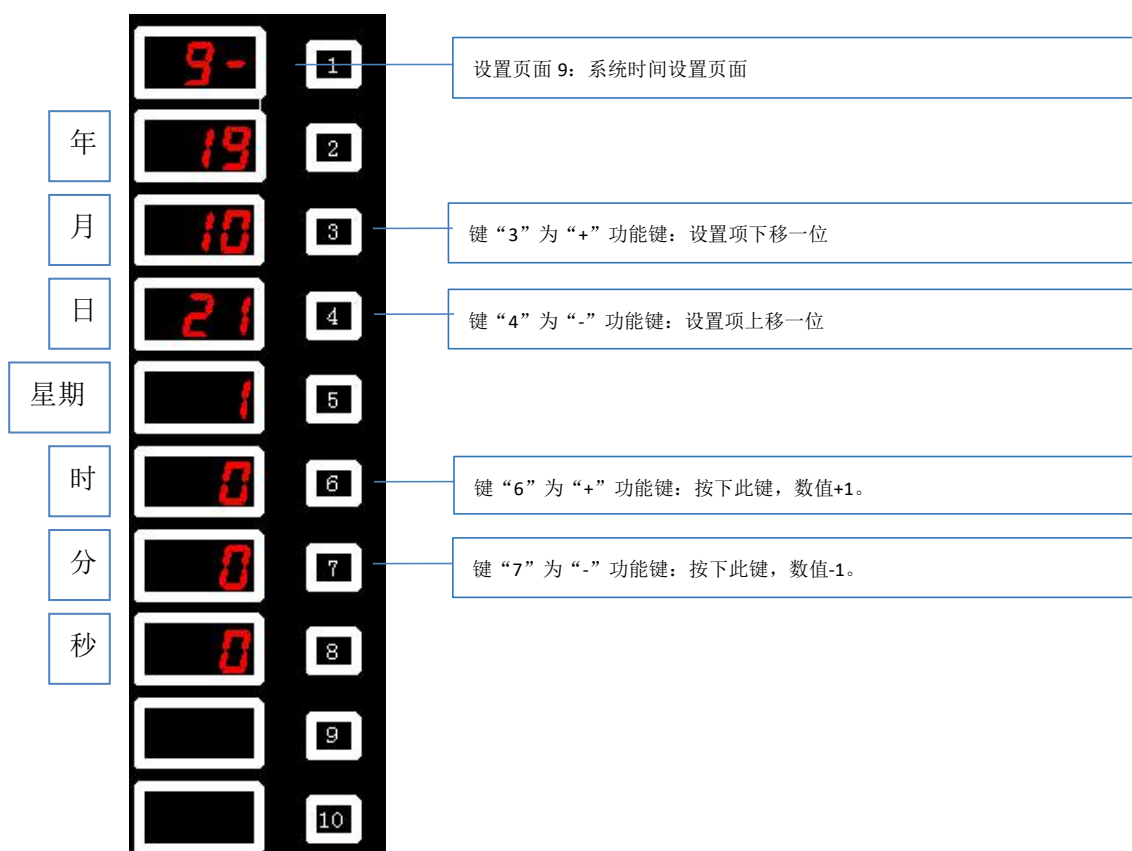 9-
1
设置页面 9：系统时间设置页面
年
19
2
月
10
3
键“3”为“+”功能键：设置项下移一位
日
21
4
键“4”为“-”功能键：设置项上移一位
星期
1
5
时
0
6
键“6”为“+”功能键：按下此键，数值+1。
分
0
7
键“7”为“-”功能键：按下此键，数值-1。
秒
0
8
9
10